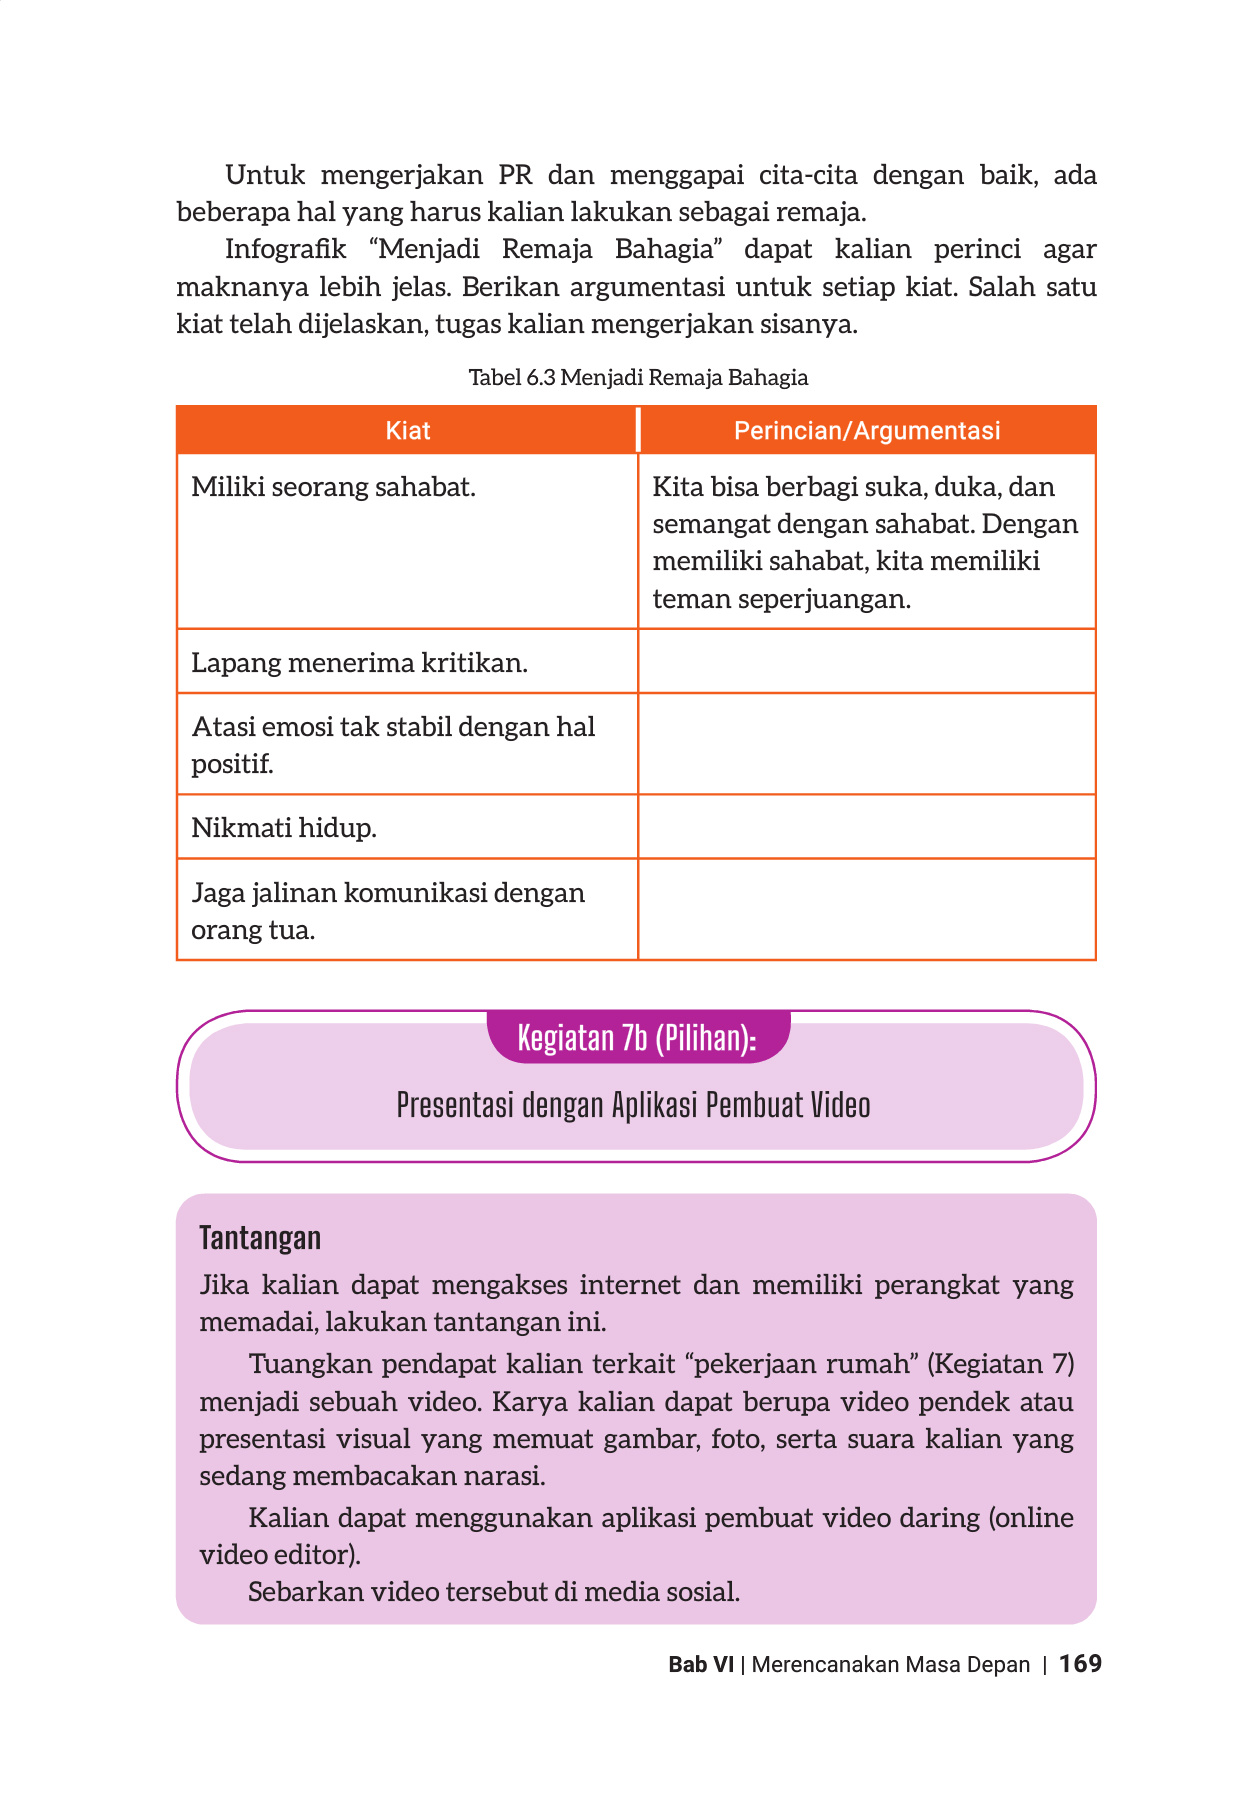 Untuk mengerjakan PR dan menggapai cita-cita dengan baik, ada
beberapa hal yang harus kalian lakukan sebagai remaja.
Infografik “Menjadi Remaja Bahagia” dapat kalian perinci agar
maknanya lebih jelas. Berikan argumentasi untuk setiap kiat. Salah satu
kiat telah dijelaskan, tugas kalian mengerjakan sisanya.
Tabel 6.3 Menjadi Remaja Bahagia
Kiat
Perincian/Argumentasi
Miliki seorang sahabat.
Kita bisa berbagi suka, duka, dan
semangat dengan sahabat. Dengan
memiliki sahabat, kita memiliki
teman seperjuangan.
Lapang menerima kritikan.
Atasi emosi tak stabil dengan hal
positif.
Nikmati hidup.
Jaga jalinan komunikasi dengan
orang tua.
Kegiatan 7b (Pilihan):
Presentasi dengan Aplikasi Pembuat Video
Tantangan
Jika kalian dapat mengakses internet dan memiliki perangkat yang
memadai, lakukan tantangan ini.
Tuangkan pendapat kalian terkait “pekerjaan rumah” (Kegiatan 7)
menjadi sebuah video. Karya kalian dapat berupa video pendek atau
presentasi visual yang memuat gambar, foto, serta suara kalian yang
sedang membacakan narasi.
Kalian dapat menggunakan aplikasi pembuat video daring (online
video editor).
Sebarkan video tersebut di media sosial.
Bab VI | Merencanakan Masa Depan | 169